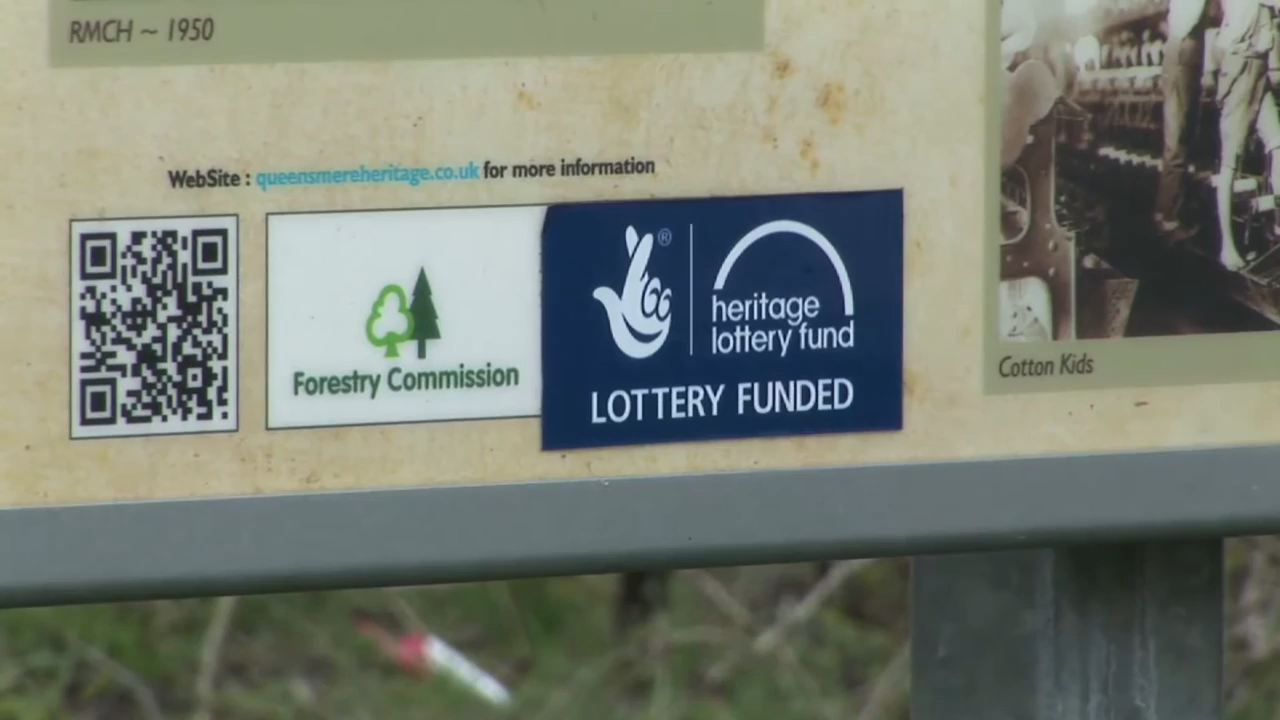 RMCH ~ 1950
WebSite : queensmereheritage.co.uk for more information
Forestry Commission
®
heritage
lottery fund
LOTTERY FUNDED
Cotton Kids